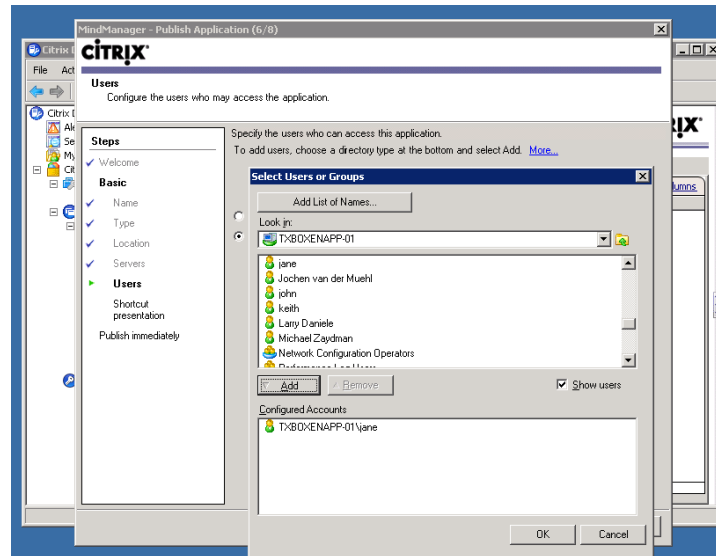 MindManager - Publish Application (6/8)
Citrix
CİTRIX
File
Users
Configure the users who may access the application.
Citrix
Steps
Welcome
Basic
Name
Type
Location
Servers
Users
Shortcut
presentation
Publish immediately
Specify the users who can access this application.
To add users, choose a directory type at the bottom and select Add. More...
Select Users or Groups
Add List of Names...
Look in:
TXBOXENAPP-01
jane
Jochen van der Muehl
john
keith
Larry Daniele
Michael Zaydman
Network Configuration Operators
Add
Remove
Show users
Configured Accounts
TXBOXENAPP-01\jane
OK
Cancel